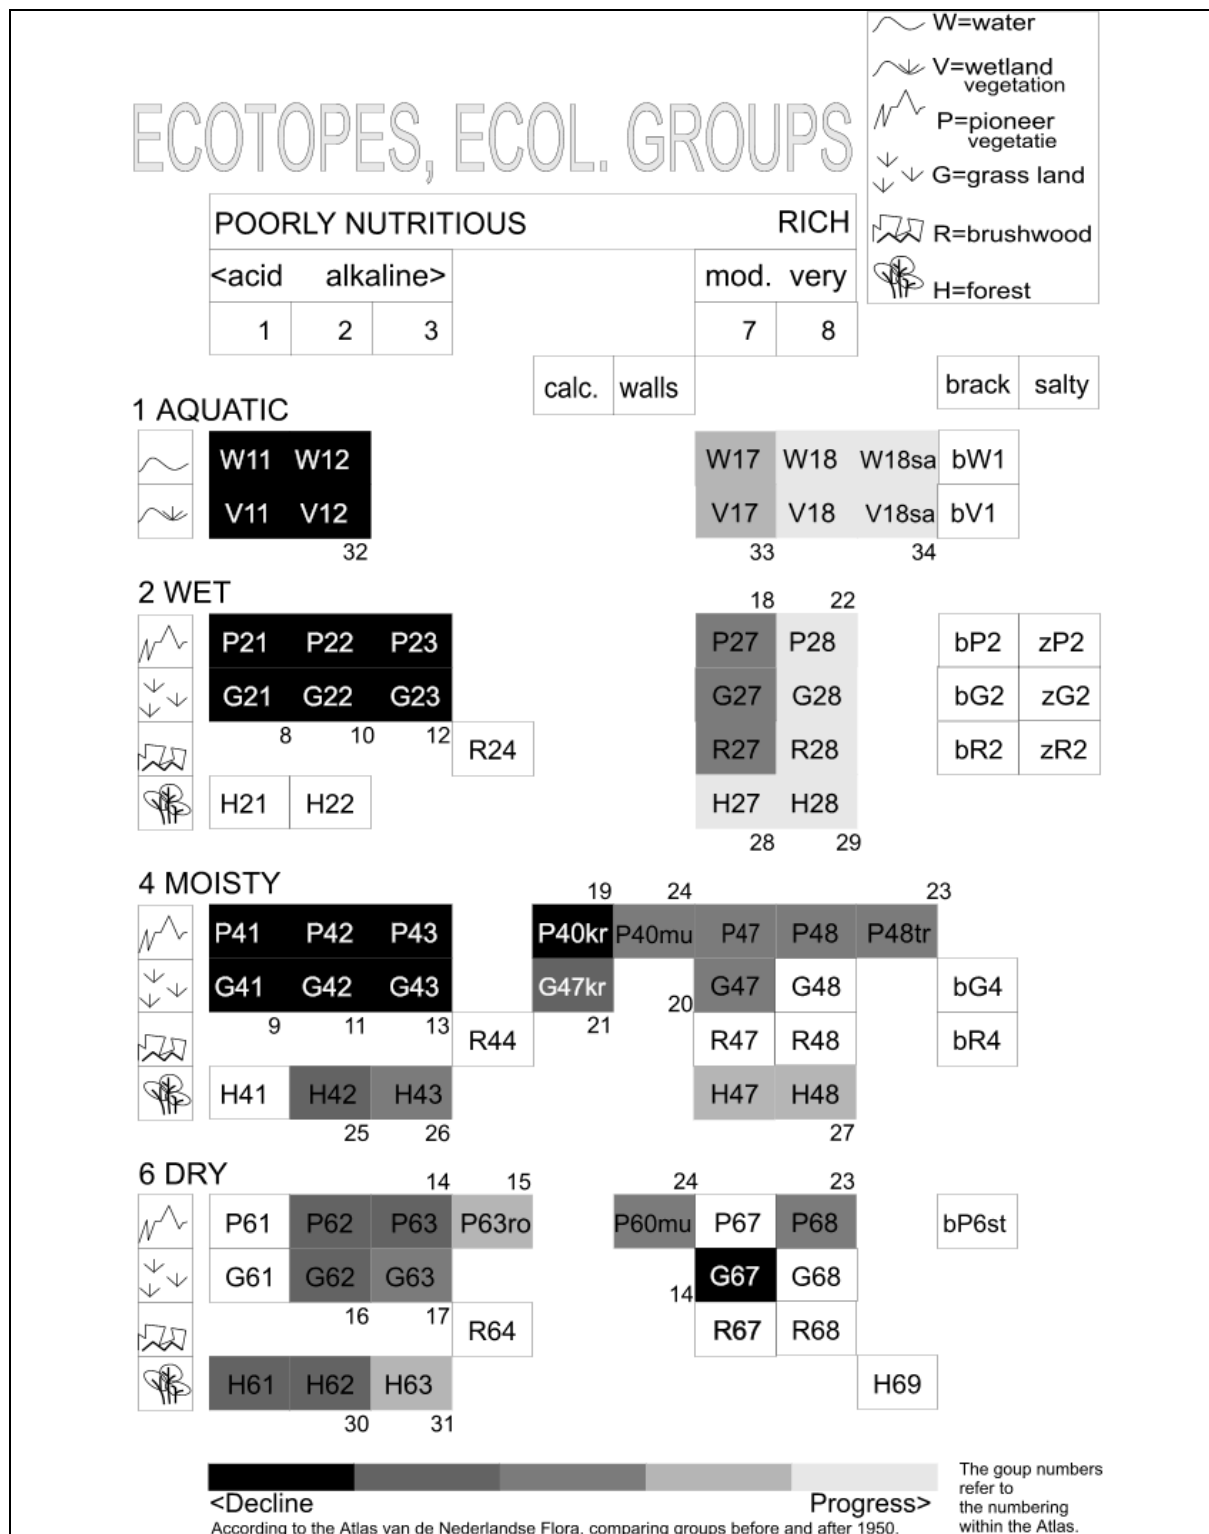 W=water
V=wetland
vegetation
P=pioneer
vegetatie
G=grass land
R=brushwood
H=forest
ECOTOPES, ECOL. GROUPS
POORLY NUTRITIOUS RICH
<acid alkaline> mod. very
1 2 3 7 8
calc. walls brack salty
1 AQUATIC
W11 W12 W17 W18 W18sa bW1
V11 V12 V17 V18 V18sa bV1
32 33 34
2 WET 18 22
P21 P22 P23 P27 P28 bP2 zP2
G21 G22 G23 G27 G28 bG2 zG2
8 10 12
R24 R27 R28 bR2 zR2
H21 H22 H27 H28
28 29
4 MOISTY 19 24 23
P41 P42 P43 P40kr P40mu P47 P48 P48tr
G41 G42 G43 G47kr 20 G47 G48 bG4
9 11 13 21
R44 R47 R48 bR4
H41 H42 H43 H47 H48
25 26 27
6 DRY 14 15 24 23
P61 P62 P63 P63ro P60mu P67 P68 bP6st
G61 G62 G63 14 G67 G68
16 17
R64 R67 R68
H61 H62 H63 H69
30 31
<Decline Progress>
According to the Atlas van de Nederlandse Flora, comparing groups before and after 1950.
The goup numbers
refer to
the numbering
within the Atlas.